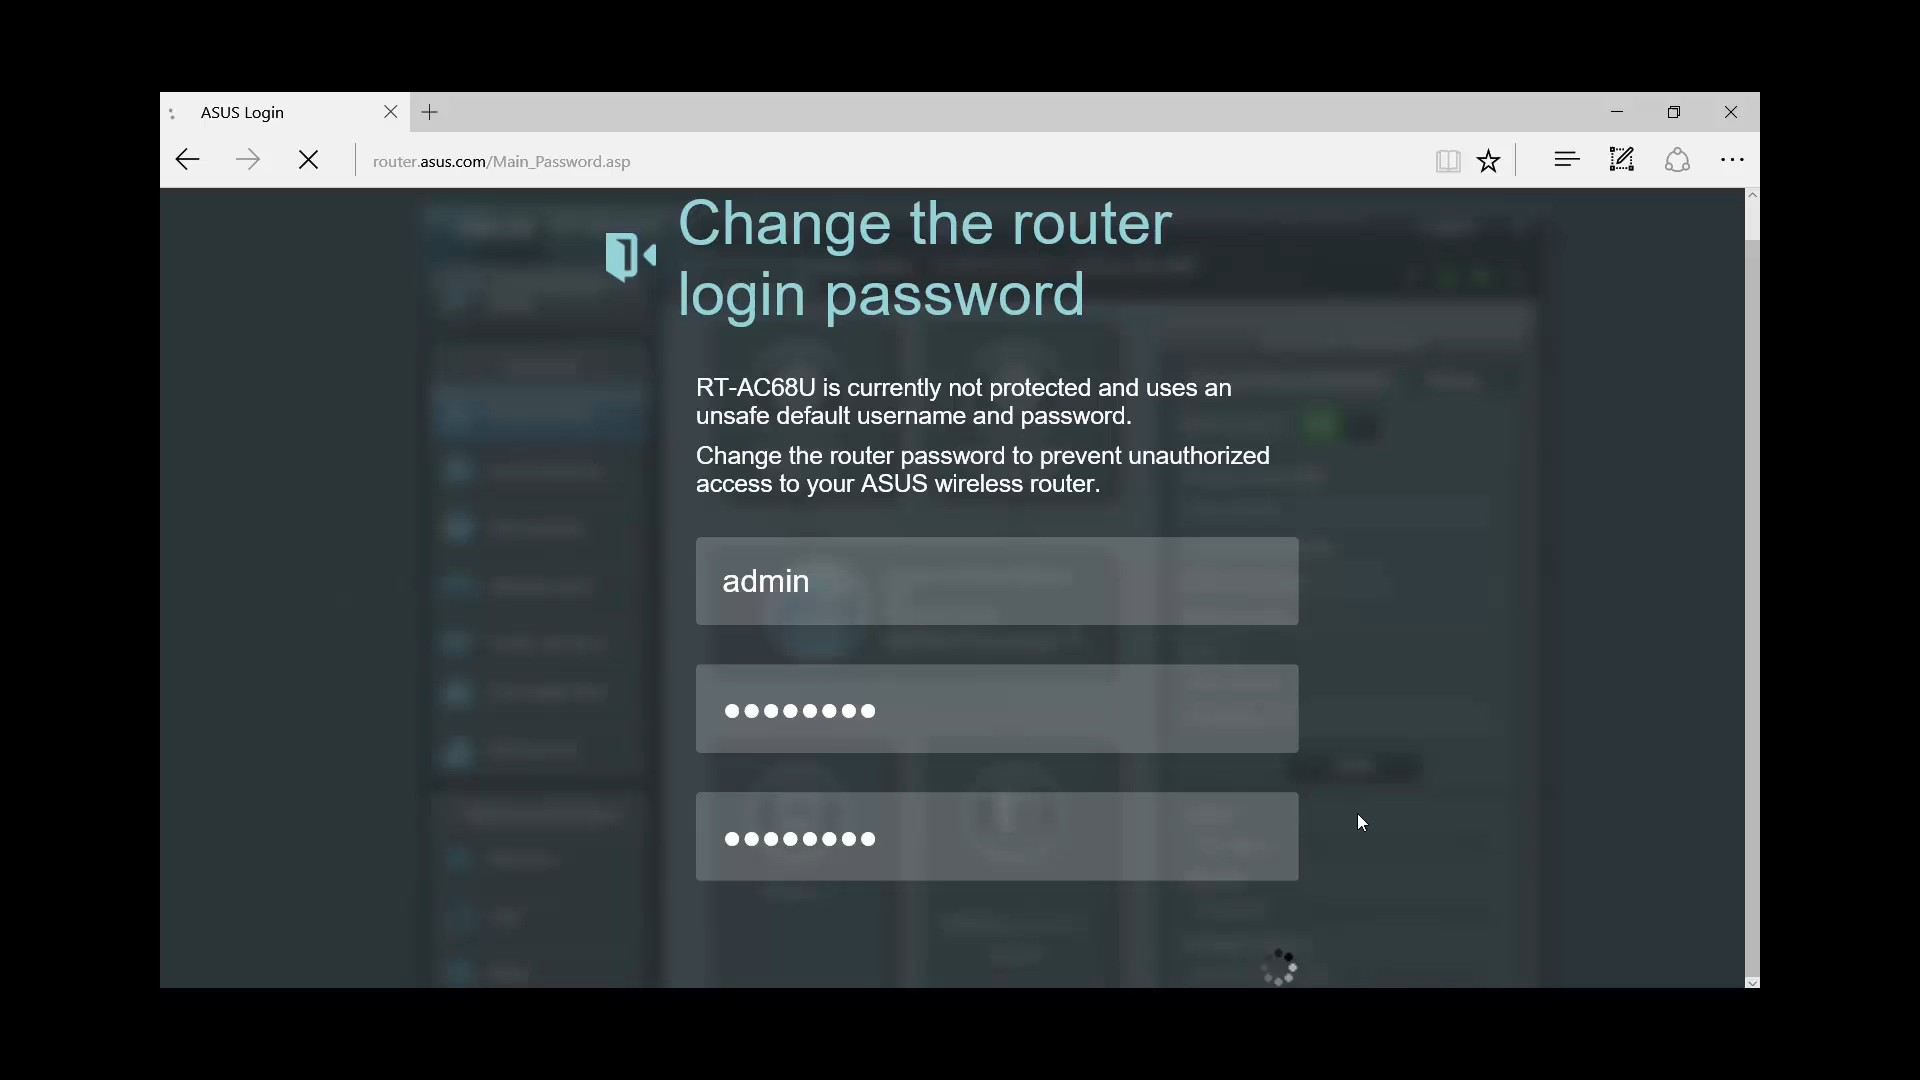 ASUS Login
router.asus.com/Main_Password.asp
Change the router
login password
RT-AC68U is currently not protected and uses an
unsafe default username and password.
Change the router password to prevent unauthorized
access to your ASUS wireless router.
admin